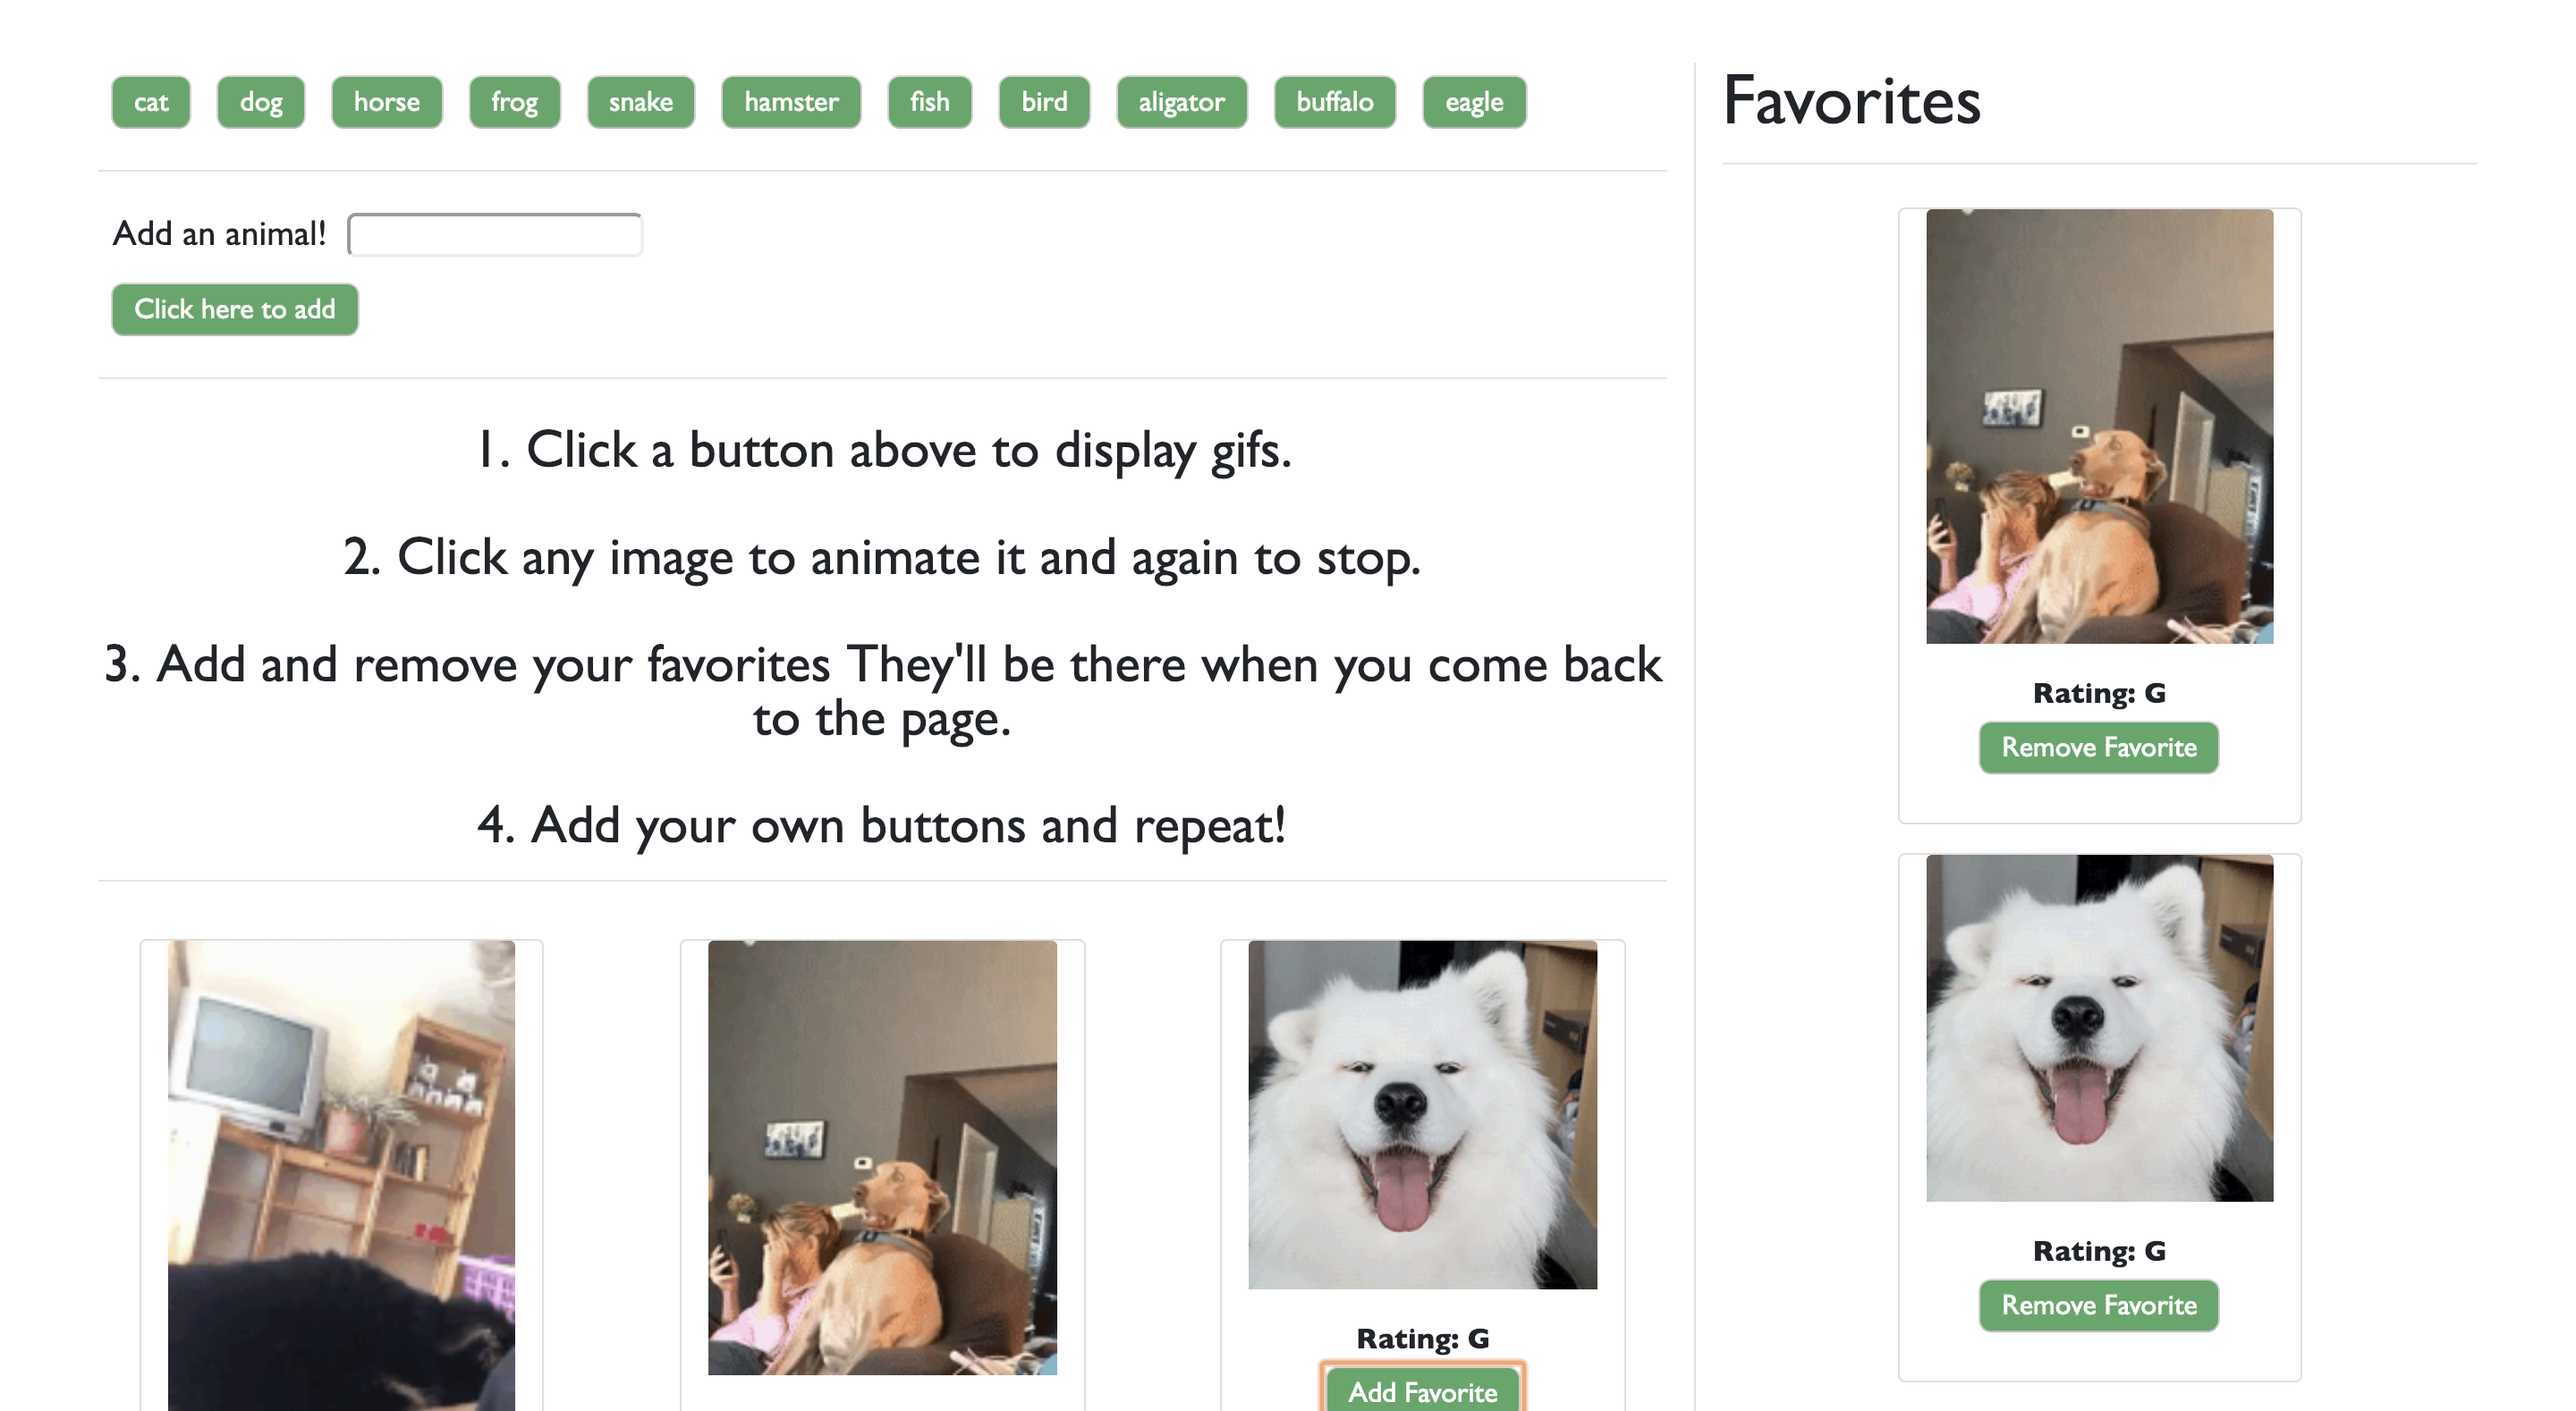 cat dog horse frog snake hamster fish bird aligator buffalo eagle
Add an animal!
Click here to add
1. Click a button above to display gifs.
2. Click any image to animate it and again to stop.
3. Add and remove your favorites They'll be there when you come back
to the page.
4. Add your own buttons and repeat!
Rating: G
Add Favorite
Favorites
Rating: G
Remove Favorite
Rating: G
Remove Favorite